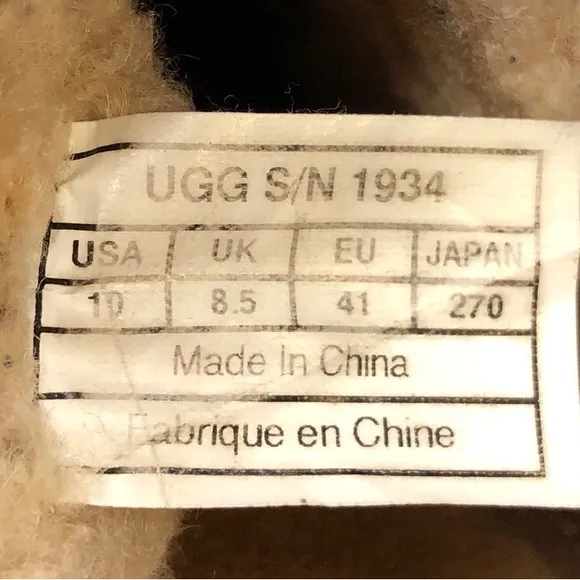 UGG S/N 1934
USA UK EU JAPAN
10 8.5 41 270
Made In China
Fabrique en Chine